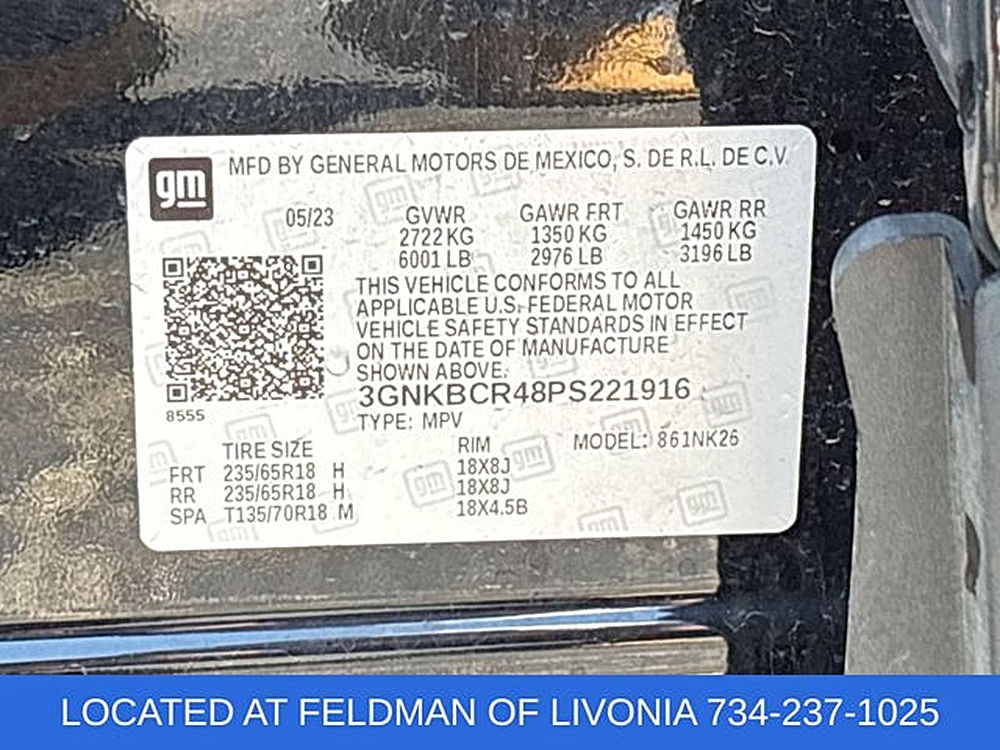 gm
MFD BY GENERAL MOTORS DE MEXICO, S. DE R.L. DE C.V.
05/23 GVWR GAWR FRT GAWR RR
2722 KG 1350 KG 1450 KG
6001 LB 2976 LB 3196 LB
THIS VEHICLE CONFORMS TO ALL
APPLICABLE U.S. FEDERAL MOTOR
VEHICLE SAFETY STANDARDS IN EFFECT
ON THE DATE OF MANUFACTURE
SHOWN ABOVE.
3GNKBCR48PS221916
8555
TYPE: MPV
TIRE SIZE RIM MODEL: 861NK26
FRT 235/65R18 H 18X8J
RR 235/65R18 H 18X8J
SPA T135/70R18 M 18X4.5B
LOCATED AT FELDMAN OF LIVONIA 734-237-1025